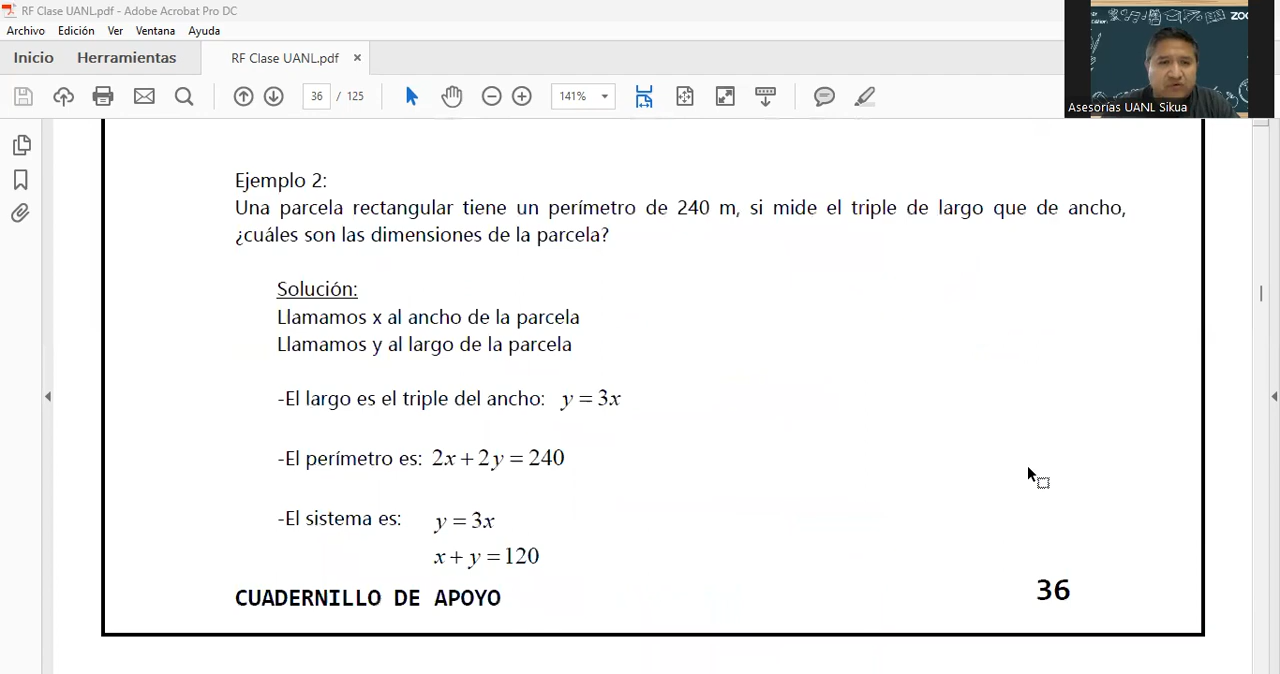 RF Clase UANL.pdf - Adobe Acrobat Pro DC
Archivo Edición Ver Ventana Ayuda
Inicio Herramientas RF Clase UANL.pdf ×
36 / 125 141%
ZOO
Asesorías UANL Sikua
Ejemplo 2:
Una parcela rectangular tiene un perímetro de 240 m, si mide el triple de largo que de ancho,
¿cuáles son las dimensiones de la parcela?
Solución:
Llamamos x al ancho de la parcela
Llamamos y al largo de la parcela
-El largo es el triple del ancho: y = 3x
-El perímetro es: 2x + 2y = 240
-El sistema es: y = 3x
x + y = 120
CUADERNILLO DE APOYO 36